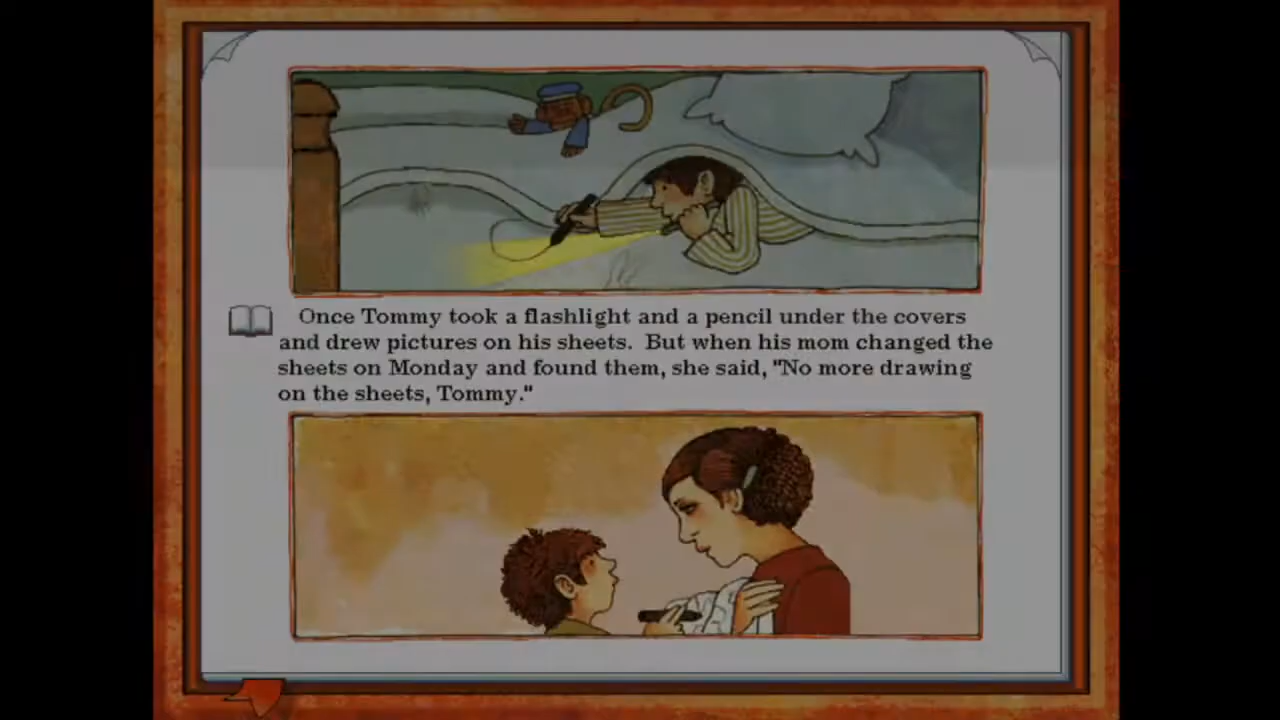 Once Tommy took a flashlight and a pencil under the covers
and drew pictures on his sheets.  But when his mom changed the
sheets on Monday and found them, she said, "No more drawing
on the sheets, Tommy."